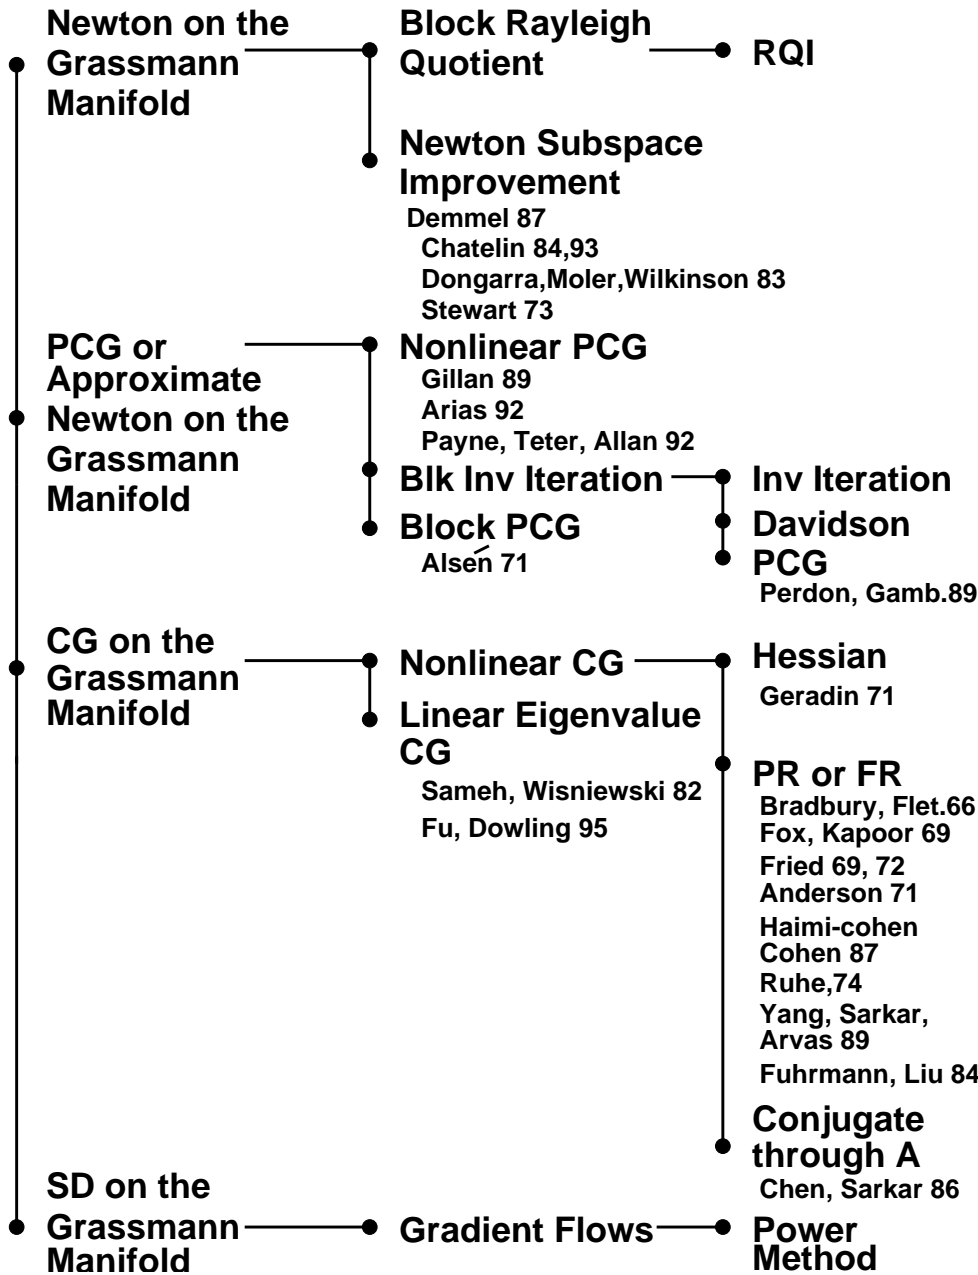 Newton on the
Grassmann
Manifold
Block Rayleigh
Quotient
RQI
Newton Subspace
Improvement
Demmel 87
Chatelin 84,93
Dongarra,Moler,Wilkinson 83
Stewart 73
PCG or
Approximate
Newton on the
Grassmann
Manifold
Nonlinear PCG
Gillan 89
Arias 92
Payne, Teter, Allan 92
Blk Inv Iteration
Inv Iteration
Davidson
PCG
Perdon, Gamb.89
Block PCG
Alsén 71
CG on the
Grassmann
Manifold
Nonlinear CG
Hessian
Geradin 71
Linear Eigenvalue
CG
Sameh, Wisniewski 82
Fu, Dowling 95
PR or FR
Bradbury, Flet.66
Fox, Kapoor 69
Fried 69, 72
Anderson 71
Haimi-cohen
Cohen 87
Ruhe,74
Yang, Sarkar,
Arvas 89
Fuhrmann, Liu 84
Conjugate
through A
Chen, Sarkar 86
SD on the
Grassmann
Manifold
Gradient Flows
Power
Method